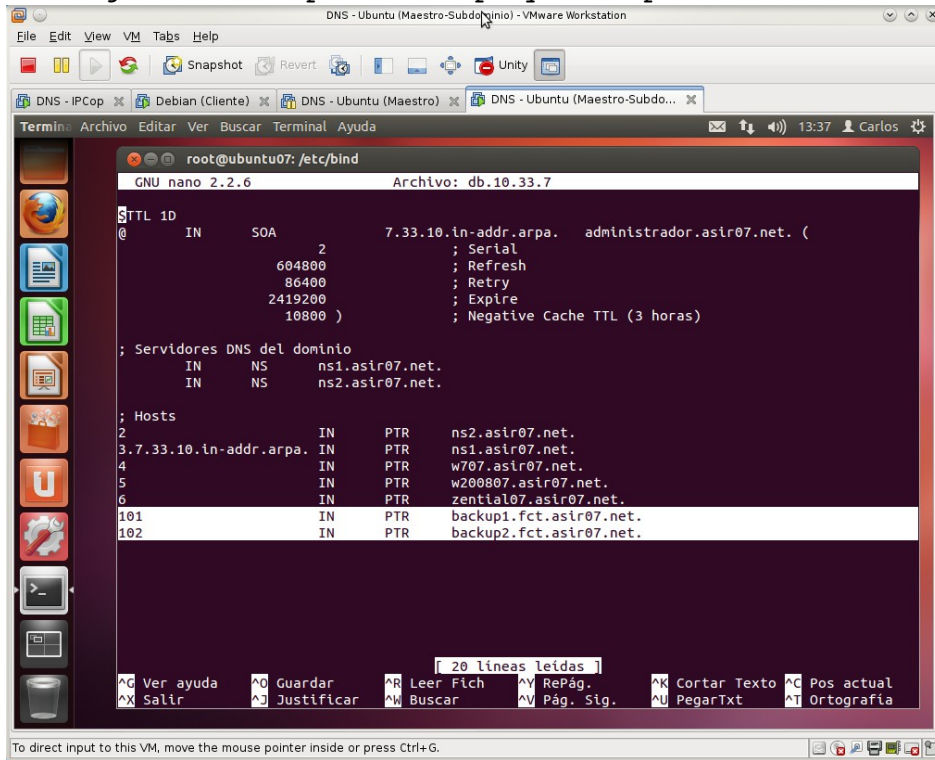 DNS - Ubuntu (Maestro-Subdominio) - VMware Workstation
File Edit View VM Tabs Help
Snapshot Revert Unity
DNS - IPCop Debian (Cliente) DNS - Ubuntu (Maestro) DNS - Ubuntu (Maestro-Subdo...
Termina Archivo Editar Ver Buscar Terminal Ayuda 13:37 Carlos
root@ubuntu07: /etc/bind
GNU nano 2.2.6 Archivo: db.10.33.7
$TTL 1D
@ IN SOA 7.33.10.in-addr.arpa. administrador.asir07.net. (
2 ; Serial
604800 ; Refresh
86400 ; Retry
2419200 ; Expire
10800 ) ; Negative Cache TTL (3 horas)
; Servidores DNS del dominio
IN NS ns1.asir07.net.
IN NS ns2.asir07.net.
; Hosts
2 IN PTR ns2.asir07.net.
3.7.33.10.in-addr.arpa. IN PTR ns1.asir07.net.
4 IN PTR w707.asir07.net.
5 IN PTR w200807.asir07.net.
6 IN PTR zential07.asir07.net.
101 IN PTR backup1.fct.asir07.net.
102 IN PTR backup2.fct.asir07.net.
[ 20 líneas leídas ]
^G Ver ayuda ^O Guardar ^R Leer Fich ^Y RePág. ^K Cortar Texto ^C Pos actual
^X Salir ^J Justificar ^W Buscar ^V Pág. Sig. ^U PegarTxt ^T Ortografía
To direct input to this VM, move the mouse pointer inside or press Ctrl+G.